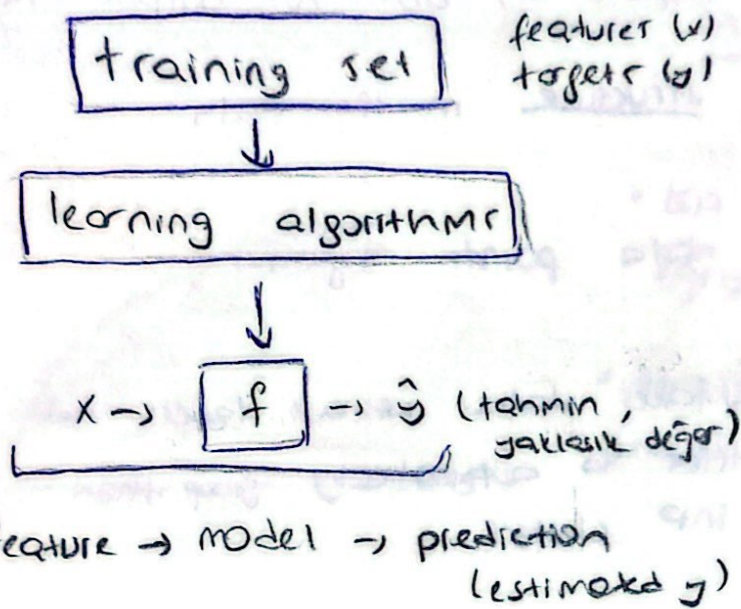 features (x)
training set
targets (y)
learning algorithms
x → f → ŷ (tahmin,
yaklaşık değer)
feature → model → prediction
(estimated y)